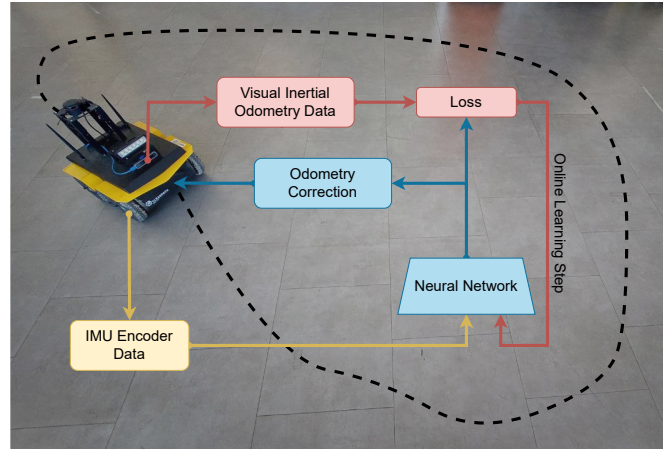 Visual Inertial
Odometry Data
Loss
Odometry
Correction
Online Learning Step
Neural Network
IMU Encoder
Data